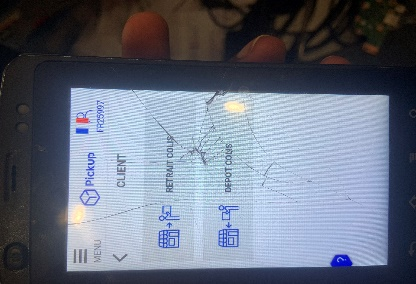 MENU
Pickup
FR25997
CLIENT
RETRAIT COLIS
DEPOT COLIS
?